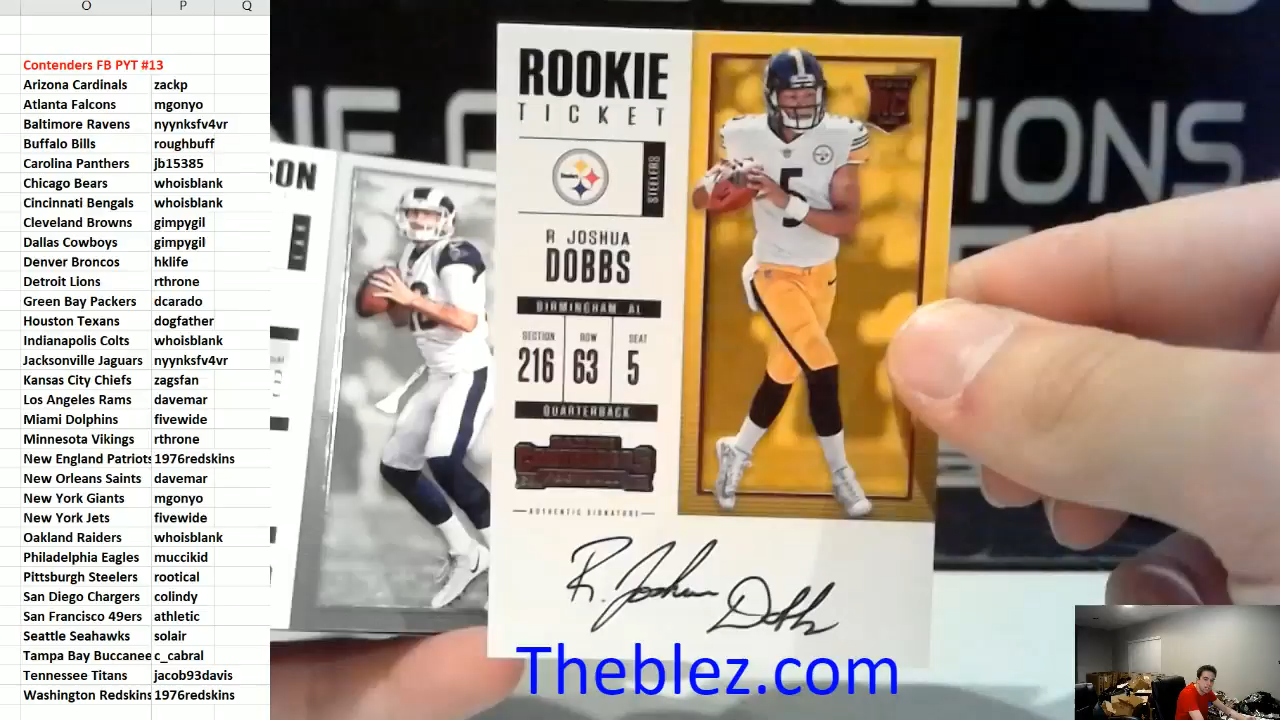 O P Q
Contenders FB PYT #13
Arizona Cardinals zackp
Atlanta Falcons mgonyo
Baltimore Ravens nyynksfv4vr
Buffalo Bills roughbuff
Carolina Panthers jb15385
Chicago Bears whoisblank
Cincinnati Bengals whoisblank
Cleveland Browns gimpygil
Dallas Cowboys gimpygil
Denver Broncos hklife
Detroit Lions rthrone
Green Bay Packers dcarado
Houston Texans dogfather
Indianapolis Colts whoisblank
Jacksonville Jaguars nyynksfv4vr
Kansas City Chiefs zagsfan
Los Angeles Rams davemar
Miami Dolphins fivewide
Minnesota Vikings rthrone
New England Patriots 1976redskins
New Orleans Saints davemar
New York Giants mgonyo
New York Jets fivewide
Oakland Raiders whoisblank
Philadelphia Eagles muccikid
Pittsburgh Steelers rootical
San Diego Chargers colindy
San Francisco 49ers athletic
Seattle Seahawks solair
Tampa Bay Buccanee c_cabral
Tennessee Titans jacob93davis
Washington Redskins 1976redskins
SON
ROOKIE
TICKET
Steelers
STEELERS
R JOSHUA
DOBBS
BIRMINGHAM AL
SECTION ROW SEAT
216 63 5
QUARTERBACK
AUTHENTIC SIGNATURE
R. Joshua Dobbs
RC
5
TIONS
Theblez.com